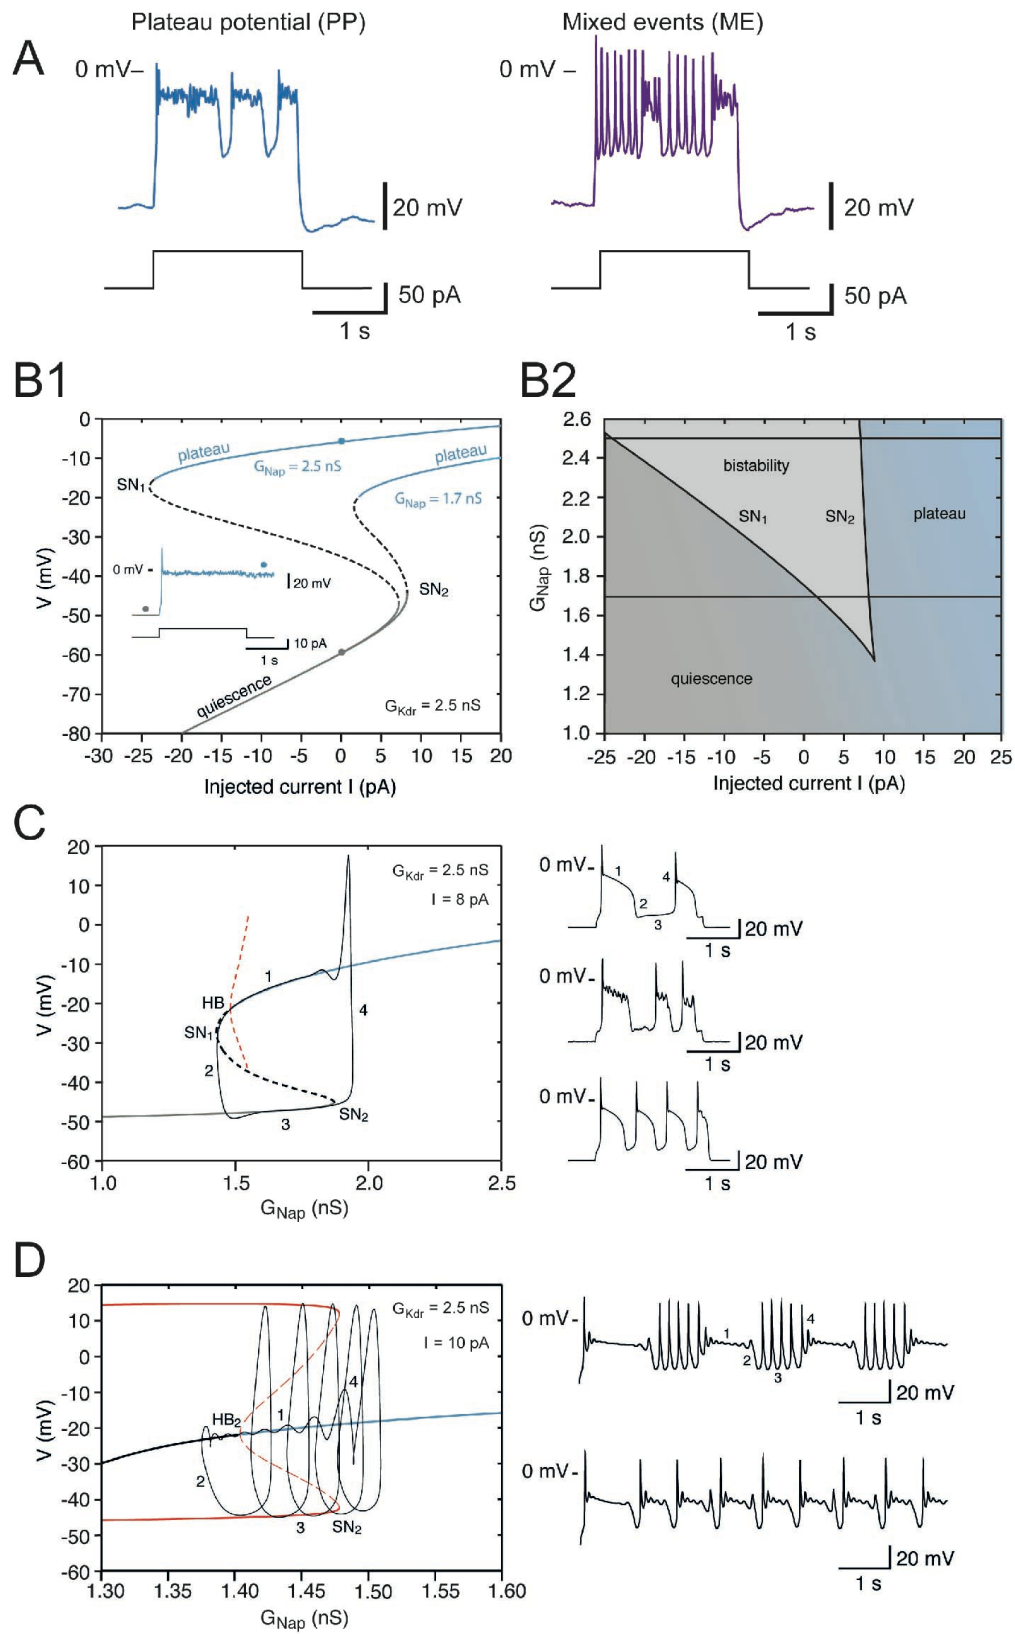 Plateau potential (PP)
Mixed events (ME)
A
0 mV
0 mV
20 mV
20 mV
50 pA
50 pA
1 s
1 s
B1
B2
0
-10
-20
-30
-40
-50
-60
-70
-80
V (mV)
plateau
GNap = 2.5 nS
plateau
GNap = 1.7 nS
SN1
SN2
0 mV
20 mV
10 pA
1 s
quiescence
GKdr = 2.5 nS
-30 -25 -20 -15 -10 -5 0 5 10 15 20
Injected current I (pA)
2.6
2.4
2.2
2.0
1.8
1.6
1.4
1.2
1.0
GNap (nS)
bistability
SN1
SN2
plateau
quiescence
-25 -20 -15 -10 -5 0 5 10 15 20 25
Injected current I (pA)
C
20
10
0
-10
-20
-30
-40
-50
-60
V (mV)
GKdr = 2.5 nS
I = 8 pA
1
HB
SN1
4
2
SN2
3
1.0 1.5 2.0 2.5
GNap (nS)
0 mV
1
4
2
3
20 mV
1 s
0 mV
20 mV
1 s
0 mV
20 mV
1 s
D
20
10
0
-10
-20
-30
-40
-50
-60
V (mV)
GKdr = 2.5 nS
I = 10 pA
4
HB2
1
2
3
SN2
1.30 1.35 1.40 1.45 1.50 1.55 1.60
GNap (nS)
0 mV
1
4
2
3
20 mV
1 s
0 mV
20 mV
1 s